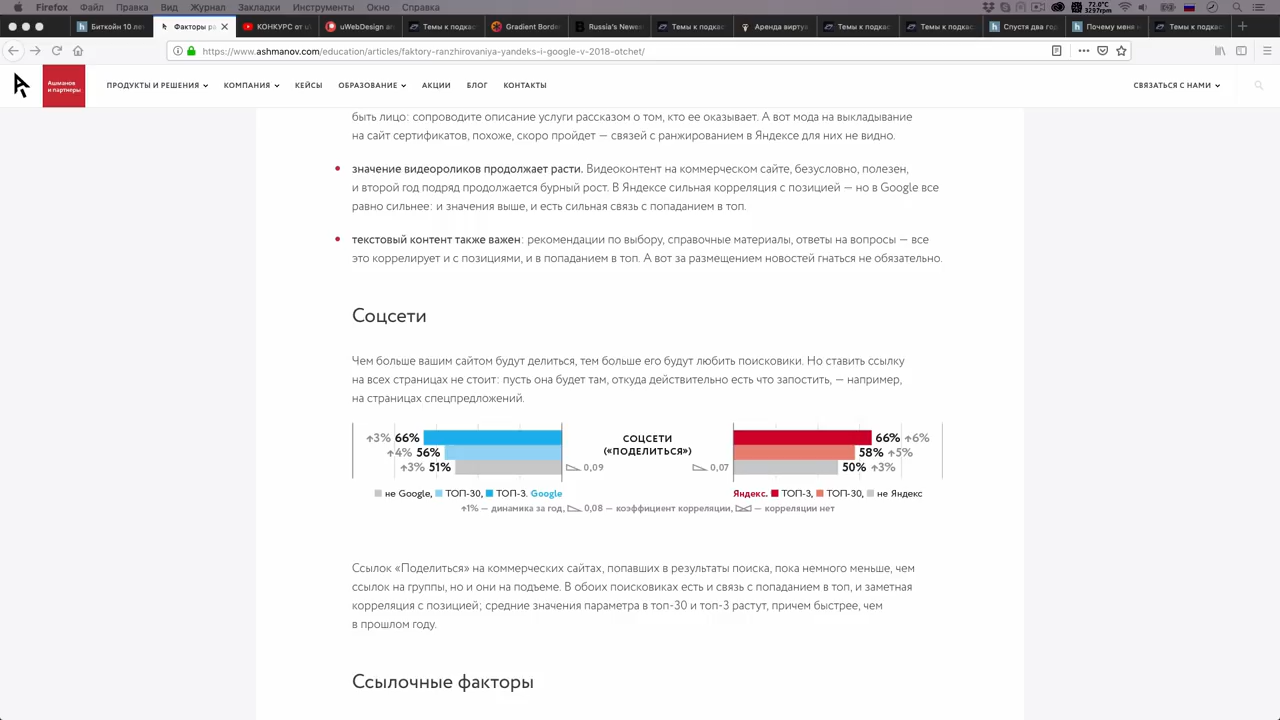 Firefox Файл Правка Вид Журнал Закладки Инструменты Окно Справка
72.0°C
3297rpm
Биткойн 10 ле
Факторы ра
КОНКУРС от u
uWebDesign an
Темы к подкас
Gradient Borde
Russia's Newes
Темы к подкас
Аренда виртуа
Темы к подкас
Темы к подкас
Спустя два год
Почему меня н
Темы к подкас
https://www.ashmanov.com/education/articles/faktory-ranzhirovaniya-yandeks-i-google-v-2018-otchet/
Ашманов
и партнеры
ПРОДУКТЫ И РЕШЕНИЯ КОМПАНИЯ КЕЙСЫ ОБРАЗОВАНИЕ АКЦИИ БЛОГ КОНТАКТЫ СВЯЗАТЬСЯ С НАМИ
быть лицо: сопроводите описание услуги рассказом о том, кто ее оказывает. А вот мода на выкладывание
на сайт сертификатов, похоже, скоро пройдет — связей с ранжированием в Яндексе для них не видно.
• значение видеороликов продолжает расти. Видеоконтент на коммерческом сайте, безусловно, полезен,
и второй год подряд продолжается бурный рост. В Яндексе сильная корреляция с позицией — но в Google все
равно сильнее: и значения выше, и есть сильная связь с попаданием в топ.
• текстовый контент также важен: рекомендации по выбору, справочные материалы, ответы на вопросы — все
это коррелирует и с позициями, и в попаданием в топ. А вот за размещением новостей гнаться не обязательно.
Соцсети
Чем больше вашим сайтом будут делиться, тем больше его будут любить поисковики. Но ставить ссылку
на всех страницах не стоит: пусть она будет там, откуда действительно есть что запостить, — например,
на страницах спецпредложений.
↑3% 66% СОЦСЕТИ 66% ↑6%
↑4% 56% («ПОДЕЛИТЬСЯ») 58% ↑5%
↑3% 51% 0,09 0,07 50% ↑3%
не Google, ТОП-30, ТОП-3. Google Яндекс. ТОП-3, ТОП-30, не Яндекс
↑1% — динамика за год, 0,08 — коэффициент корреляции, — корреляции нет
Ссылок «Поделиться» на коммерческих сайтах, попавших в результаты поиска, пока немного меньше, чем
ссылок на группы, но и они на подъеме. В обоих поисковиках есть и связь с попаданием в топ, и заметная
корреляция с позицией; средние значения параметра в топ-30 и топ-3 растут, причем быстрее, чем
в прошлом году.
Ссылочные факторы